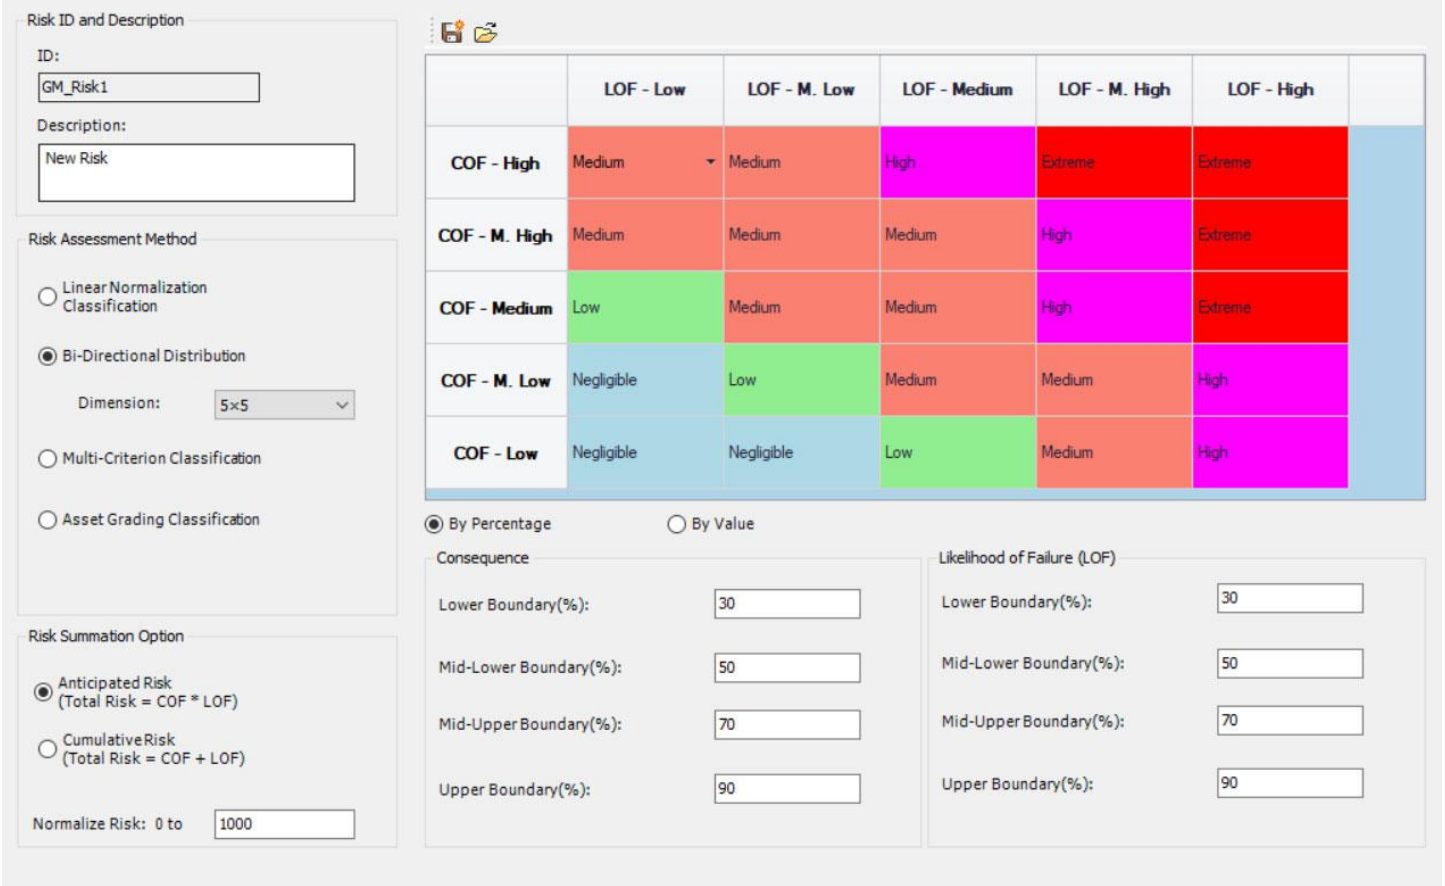 Risk ID and Description
ID:
GM_Risk1
Description:
New Risk
Risk Assessment Method
Linear Normalization
Classification
Bi-Directional Distribution
Dimension: 5×5
Multi-Criterion Classification
Asset Grading Classification
Risk Summation Option
Anticipated Risk
(Total Risk = COF * LOF)
Cumulative Risk
(Total Risk = COF + LOF)
Normalize Risk: 0 to 1000
LOF - Low LOF - M. Low LOF - Medium LOF - M. High LOF - High
COF - High Medium Medium High Extreme Extreme
COF - M. High Medium Medium Medium High Extreme
COF - Medium Low Medium Medium High Extreme
COF - M. Low Negligible Low Medium Medium High
COF - Low Negligible Negligible Low Medium High
By Percentage By Value
Consequence
Lower Boundary(%): 30
Mid-Lower Boundary(%): 50
Mid-Upper Boundary(%): 70
Upper Boundary(%): 90
Likelihood of Failure (LOF)
Lower Boundary(%): 30
Mid-Lower Boundary(%): 50
Mid-Upper Boundary(%): 70
Upper Boundary(%): 90